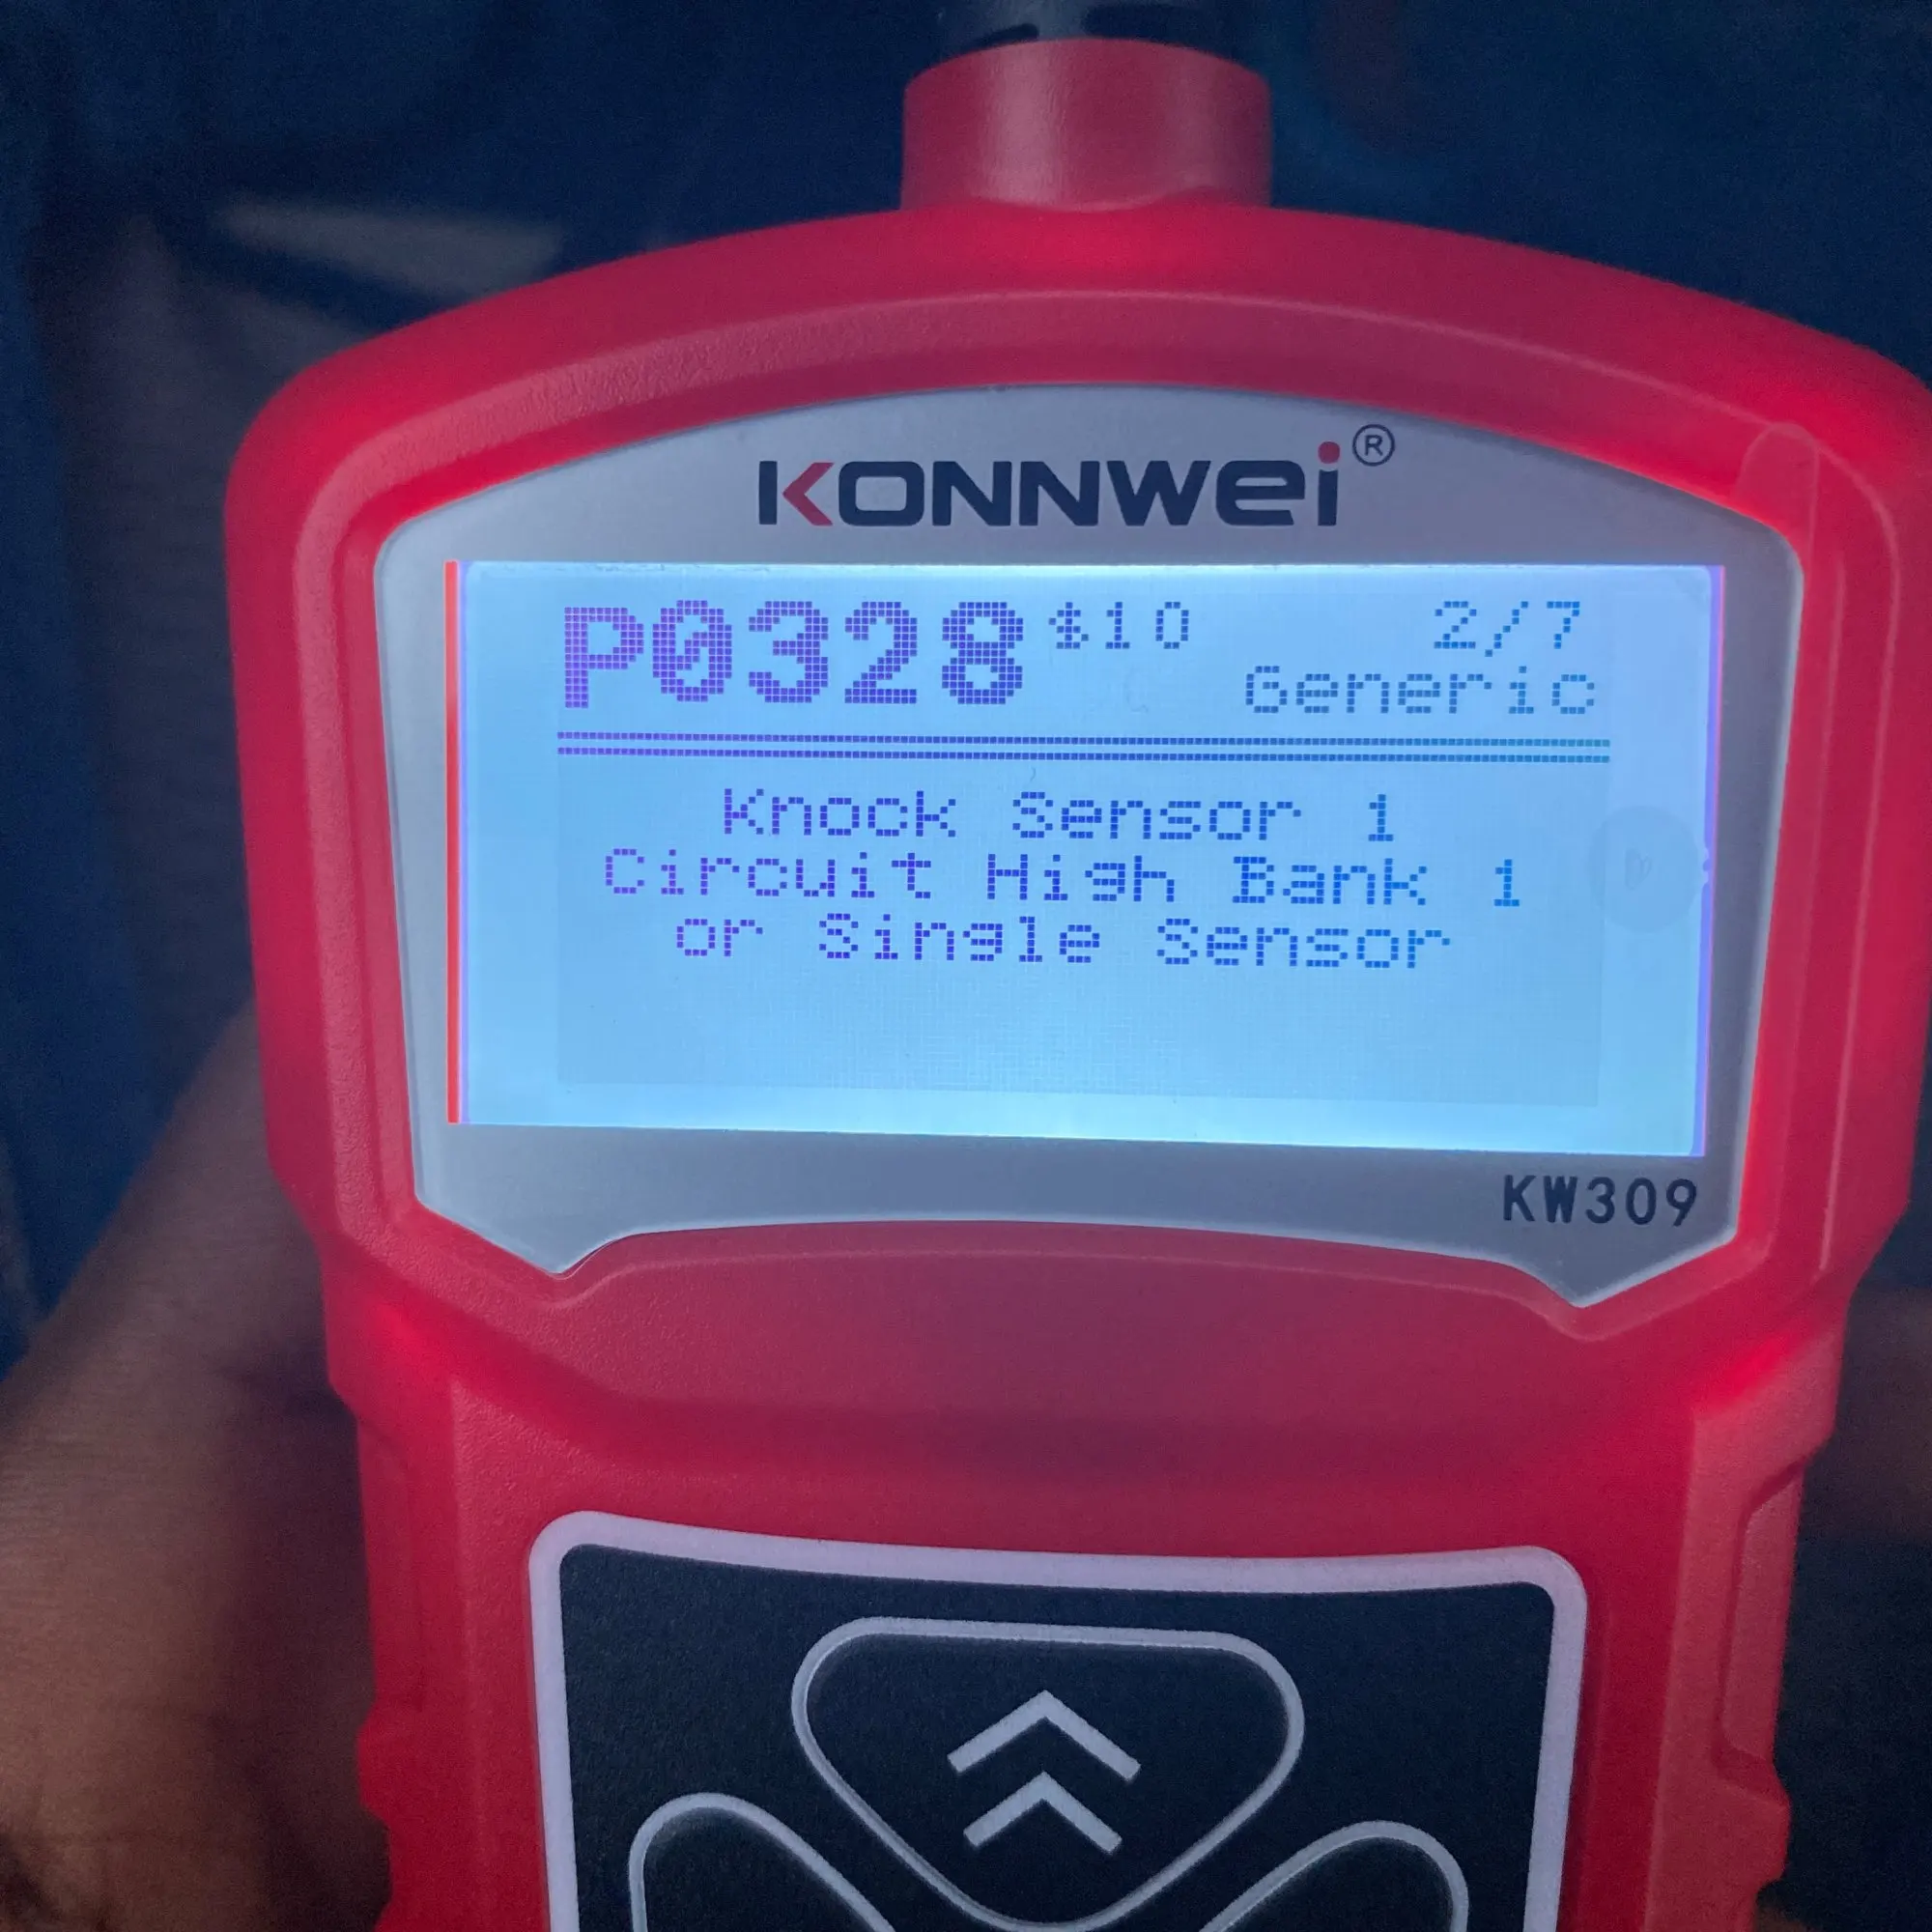 KONNWEI®
P0328 $10 2/7
Generic
Knock Sensor 1
Circuit High Bank 1
or Single Sensor
KW309